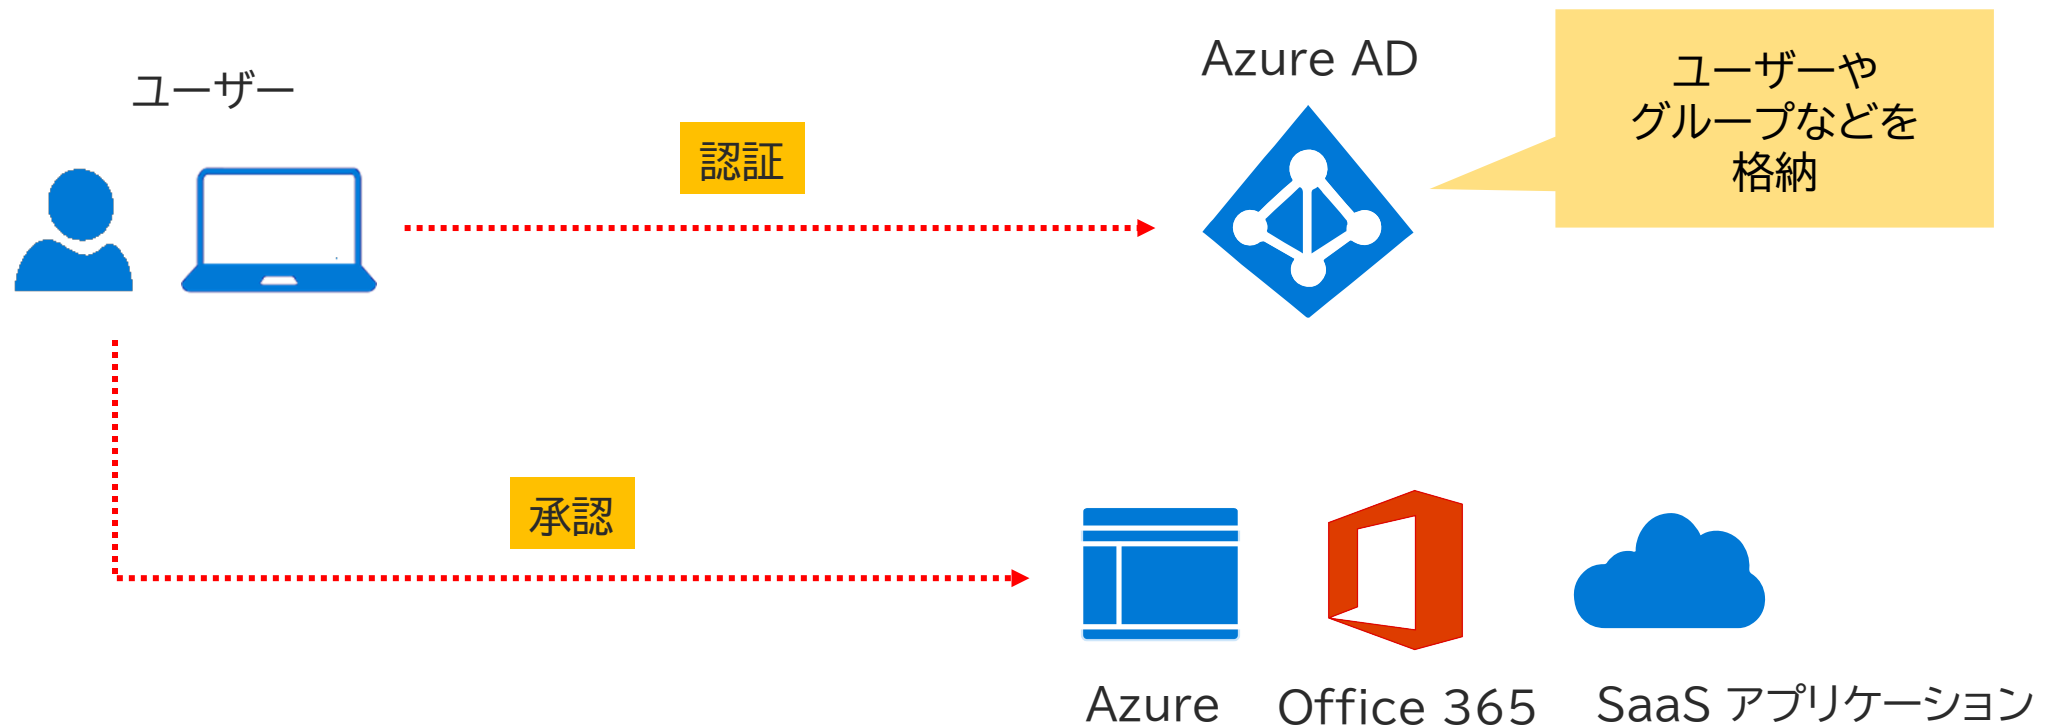 ユーザー
Azure AD
ユーザーや
グループなどを
格納
認証
承認
Azure
Office 365
SaaS アプリケーション